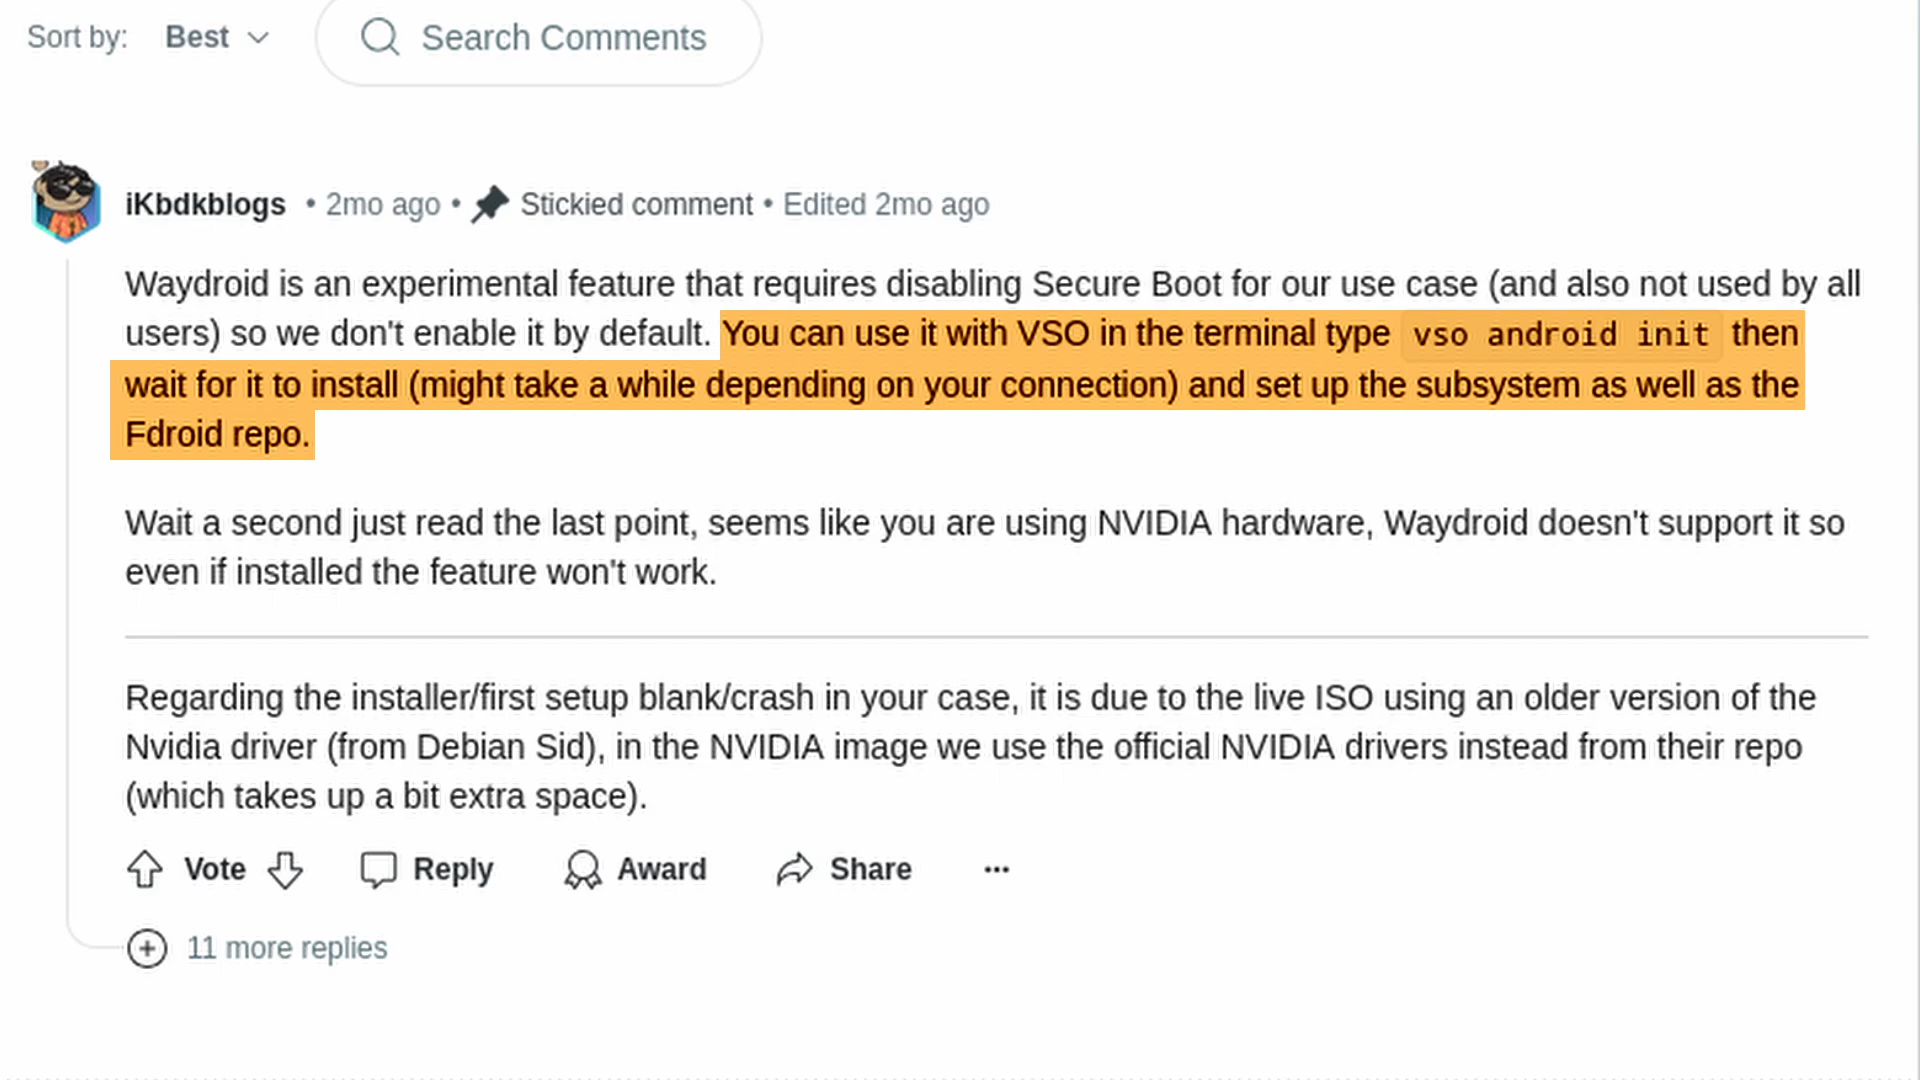 Sort by: Best Search Comments
iKbdkblogs • 2mo ago • Stickied comment • Edited 2mo ago
Waydroid is an experimental feature that requires disabling Secure Boot for our use case (and also not used by all
users) so we don't enable it by default. You can use it with VSO in the terminal type vso android init then
wait for it to install (might take a while depending on your connection) and set up the subsystem as well as the
Fdroid repo.
Wait a second just read the last point, seems like you are using NVIDIA hardware, Waydroid doesn't support it so
even if installed the feature won't work.
Regarding the installer/first setup blank/crash in your case, it is due to the live ISO using an older version of the
Nvidia driver (from Debian Sid), in the NVIDIA image we use the official NVIDIA drivers instead from their repo
(which takes up a bit extra space).
Vote Reply Award Share ...
11 more replies